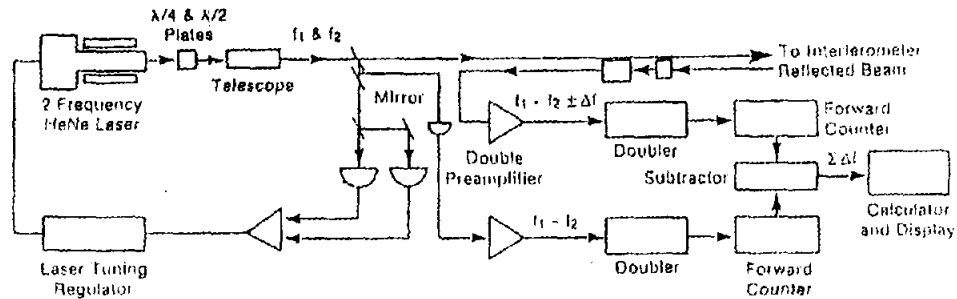 λ/4 & λ/2
Plates
f₁ & f₂
To Interferometer
Reflected Beam
Telescope
2 Frequency
HeNe Laser
Mirror
f₁ - f₂ ± Δf
Forward
Counter
Double
Preamplifier
Doubler
Subtractor
ΣΔf
Calculator
and Display
f₁ - f₂
Laser Tuning
Regulator
Doubler
Forward
Counter